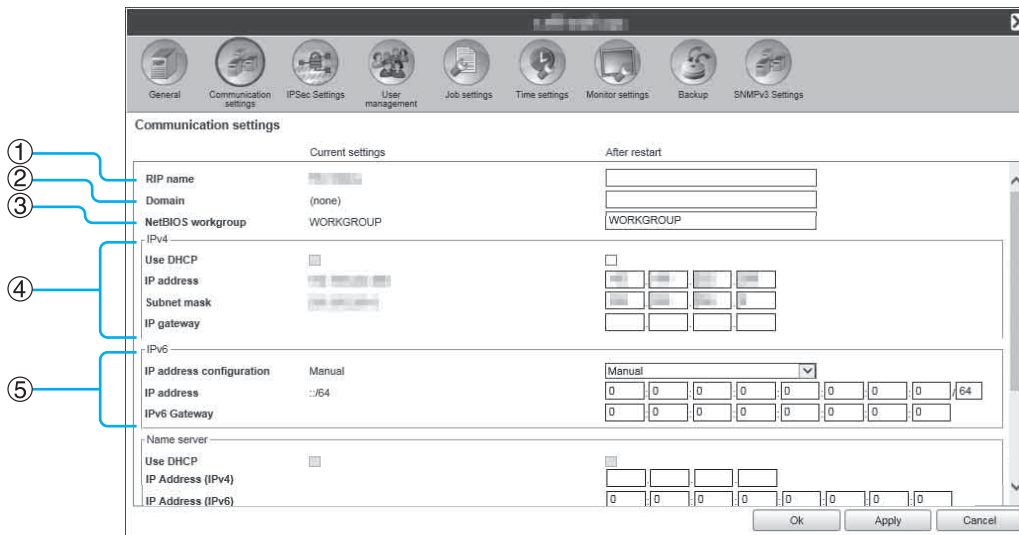 General
Communication settings
IPSec Settings
User management
Job settings
Time settings
Monitor settings
Backup
SNMPv3 Settings
Communication settings
Current settings After restart
① RIP name
② Domain (none)
③ NetBIOS workgroup WORKGROUP WORKGROUP
④ IPv4
Use DHCP
IP address
Subnet mask
IP gateway
⑤ IPv6
IP address configuration Manual Manual
IP address ::/64 0 : 0 : 0 : 0 : 0 : 0 : 0 : 0 / 64
IPv6 Gateway 0 : 0 : 0 : 0 : 0 : 0 : 0 : 0
Name server
Use DHCP
IP Address (IPv4)
IP Address (IPv6) 0 : 0 : 0 : 0 : 0 : 0 : 0 : 0
Ok Apply Cancel